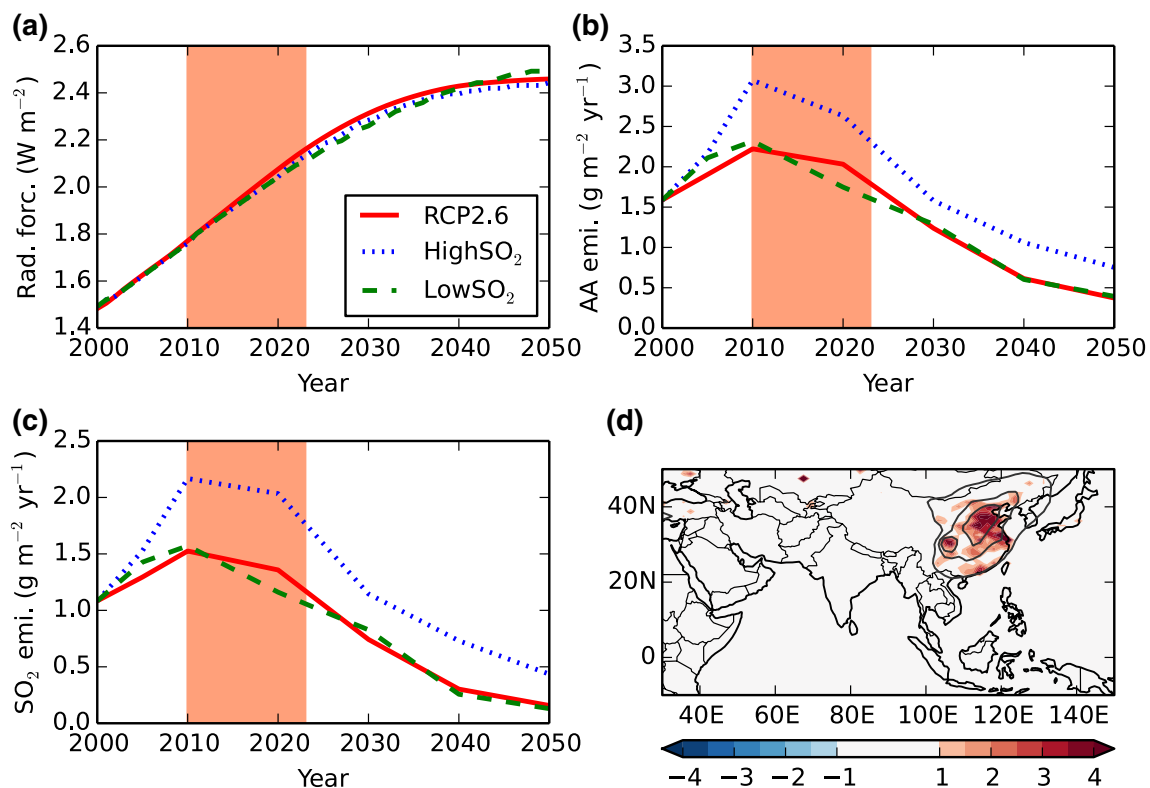 (a)
2.6
2.4
2.2
2.0
1.8
1.6
1.4
Rad. forc. (W m⁻²)
RCP2.6
HighSO₂
LowSO₂
2000 2010 2020 2030 2040 2050
Year
(b)
3.5
3.0
2.5
2.0
1.5
1.0
0.5
0.0
AA emi. (g m⁻² yr⁻¹)
2000 2010 2020 2030 2040 2050
Year
(c)
2.5
2.0
1.5
1.0
0.5
0.0
SO₂ emi. (g m⁻² yr⁻¹)
2000 2010 2020 2030 2040 2050
Year
(d)
40N
20N
0
40E 60E 80E 100E 120E 140E
−4 −3 −2 −1 1 2 3 4